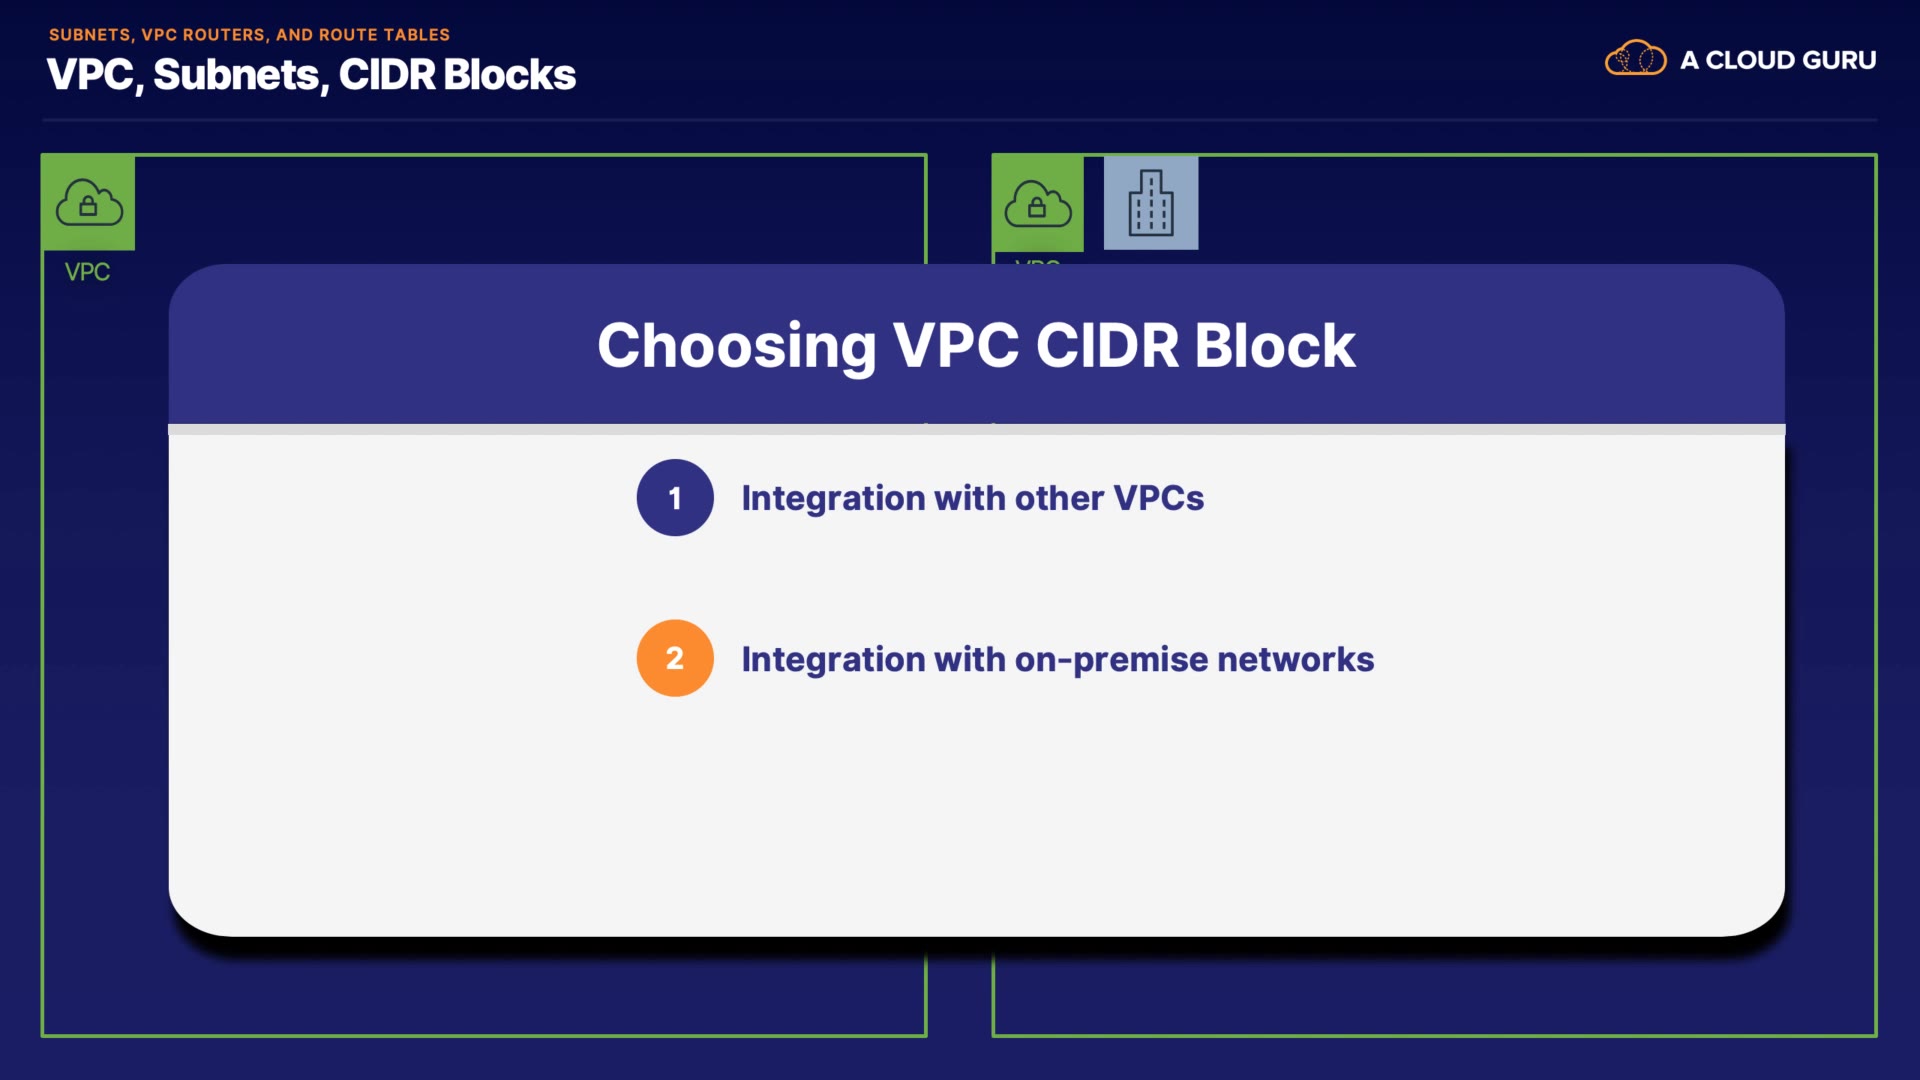 SUBNETS, VPC ROUTERS, AND ROUTE TABLES
VPC, Subnets, CIDR Blocks
A CLOUD GURU
VPC
VPC
Choosing VPC CIDR Block
1 Integration with other VPCs
2 Integration with on-premise networks